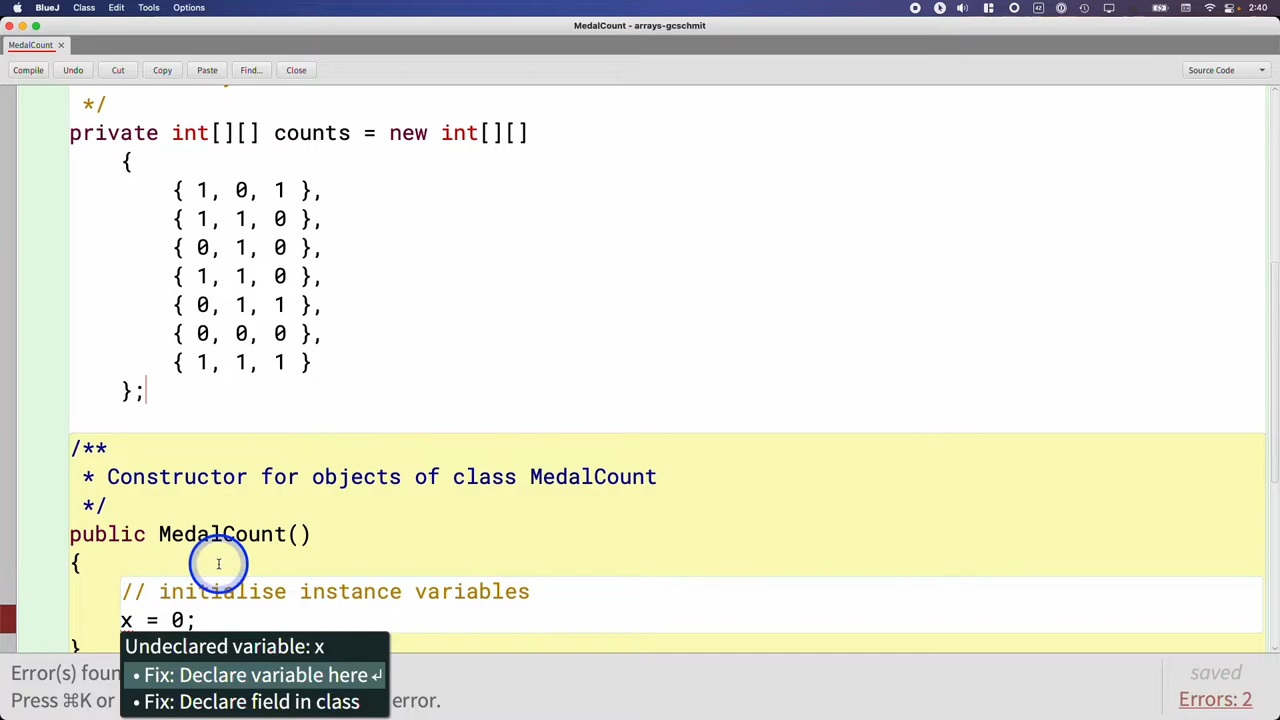 BlueJ Class Edit Tools Options 2:40
MedalCount - arrays-gcschmit
MedalCount
Compile Undo Cut Copy Paste Find... Close Source Code
*/
private int[][] counts = new int[][]
{
{ 1, 0, 1 },
{ 1, 1, 0 },
{ 0, 1, 0 },
{ 1, 1, 0 },
{ 0, 1, 1 },
{ 0, 0, 0 },
{ 1, 1, 1 }
};
/**
* Constructor for objects of class MedalCount
*/
public MedalCount()
{
// initialise instance variables
x = 0;
}
Undeclared variable: x
• Fix: Declare variable here
• Fix: Declare field in class
Error(s) foun
Press ⌘K or error.
saved
Errors: 2